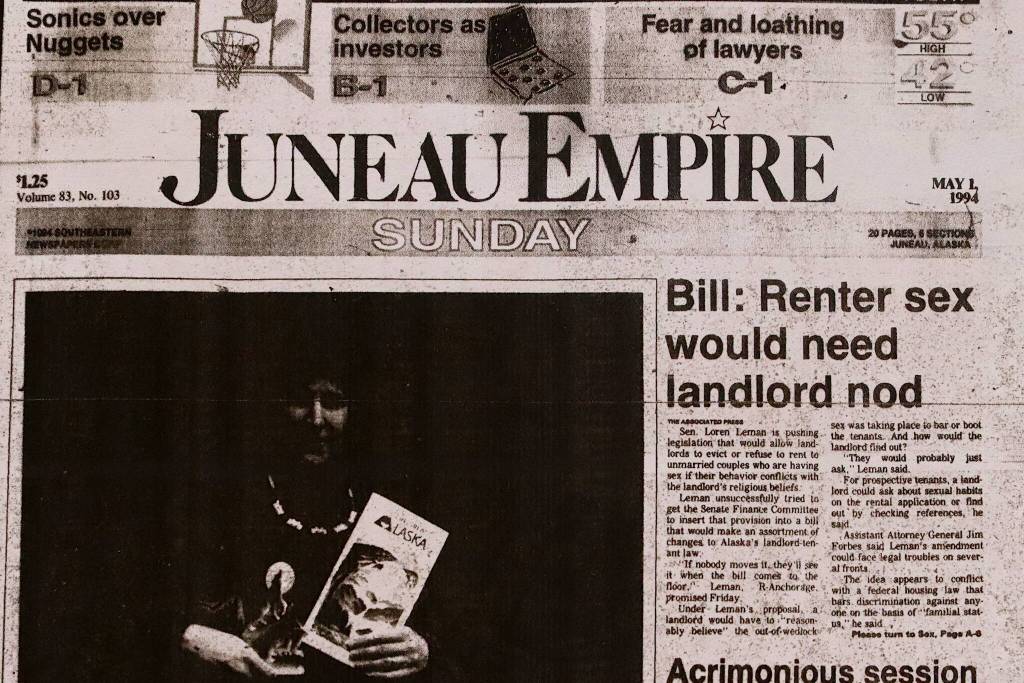 Sonics over
Nuggets
D-1
Collectors as
investors
B-1
Fear and loathing
of lawyers
C-1
55°
HIGH
42°
LOW
JUNEAU EMPIRE
$1.25
Volume 83, No. 103
MAY 1,
1994
©1994 SOUTHEASTERN
NEWSPAPERS CORP
SUNDAY
20 PAGES, 6 SECTIONS
JUNEAU, ALASKA
ALASKA
Bill: Renter sex
would need
landlord nod
THE ASSOCIATED PRESS
Sen. Loren Leman is pushing
legislation that would allow land-
lords to evict or refuse to rent to
unmarried couples who are having
sex if their behavior conflicts with
the landlord's religious beliefs.
Leman unsuccessfully tried to
get the Senate Finance Committee
to insert that provision into a bill
that would make an assortment of
changes to Alaska's landlord-ten-
ant law.
"If nobody moves it, they'll see
it when the bill comes to the
floor," Leman, R-Anchorage,
promised Friday.
Under Leman's proposal, a
landlord would have to "reason-
ably believe" the out-of-wedlock
sex was taking place to bar or boot
the tenants. And how would the
landlord find out?
"They would probably just
ask," Leman said.
For prospective tenants, a land-
lord could ask about sexual habits
on the rental application or find
out by checking references, he
said.
Assistant Attorney General Jim
Forbes said Leman's amendment
could face legal troubles on sever-
al fronts.
The idea appears to conflict
with a federal housing law that
bars discrimination against any-
one on the basis of "familial stat-
us," he said.
Please turn to Sex, Page A-8
Acrimonious session